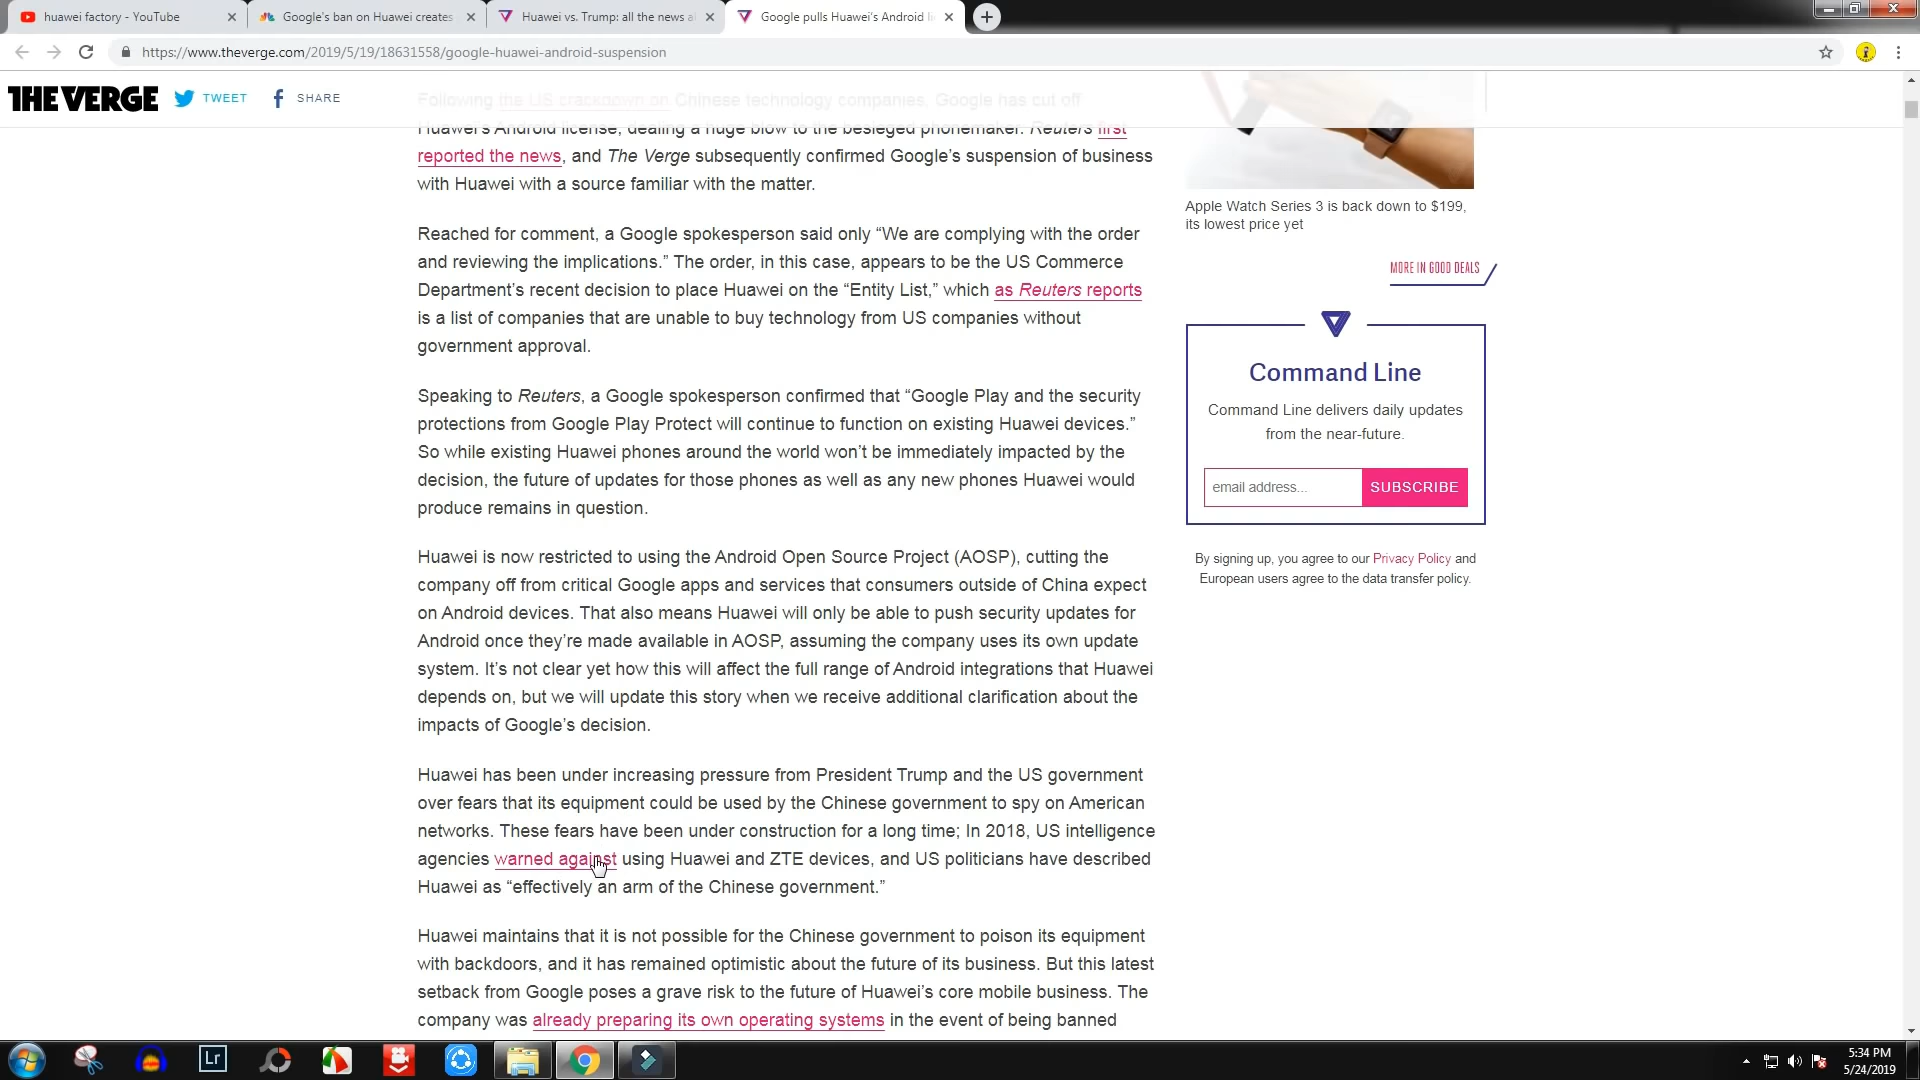 huawei factory - YouTube
Google's ban on Huawei creates
Huawei vs. Trump: all the news a
Google pulls Huawei's Android li
https://www.theverge.com/2019/5/19/18631558/google-huawei-android-suspension
THE VERGE
TWEET
SHARE
Following the US crackdown on Chinese technology companies, Google has cut off
Huawei's Android license, dealing a huge blow to the besieged phonemaker. Reuters first
reported the news, and The Verge subsequently confirmed Google's suspension of business
with Huawei with a source familiar with the matter.
Reached for comment, a Google spokesperson said only “We are complying with the order
and reviewing the implications.” The order, in this case, appears to be the US Commerce
Department's recent decision to place Huawei on the “Entity List,” which as Reuters reports
is a list of companies that are unable to buy technology from US companies without
government approval.
Speaking to Reuters, a Google spokesperson confirmed that “Google Play and the security
protections from Google Play Protect will continue to function on existing Huawei devices.”
So while existing Huawei phones around the world won't be immediately impacted by the
decision, the future of updates for those phones as well as any new phones Huawei would
produce remains in question.
Huawei is now restricted to using the Android Open Source Project (AOSP), cutting the
company off from critical Google apps and services that consumers outside of China expect
on Android devices. That also means Huawei will only be able to push security updates for
Android once they're made available in AOSP, assuming the company uses its own update
system. It's not clear yet how this will affect the full range of Android integrations that Huawei
depends on, but we will update this story when we receive additional clarification about the
impacts of Google's decision.
Huawei has been under increasing pressure from President Trump and the US government
over fears that its equipment could be used by the Chinese government to spy on American
networks. These fears have been under construction for a long time; In 2018, US intelligence
agencies warned against using Huawei and ZTE devices, and US politicians have described
Huawei as “effectively an arm of the Chinese government.”
Huawei maintains that it is not possible for the Chinese government to poison its equipment
with backdoors, and it has remained optimistic about the future of its business. But this latest
setback from Google poses a grave risk to the future of Huawei's core mobile business. The
company was already preparing its own operating systems in the event of being banned
Apple Watch Series 3 is back down to $199,
its lowest price yet
MORE IN GOOD DEALS
Command Line
Command Line delivers daily updates
from the near-future.
email address...
SUBSCRIBE
By signing up, you agree to our Privacy Policy and
European users agree to the data transfer policy.
Lr
5:34 PM
5/24/2019